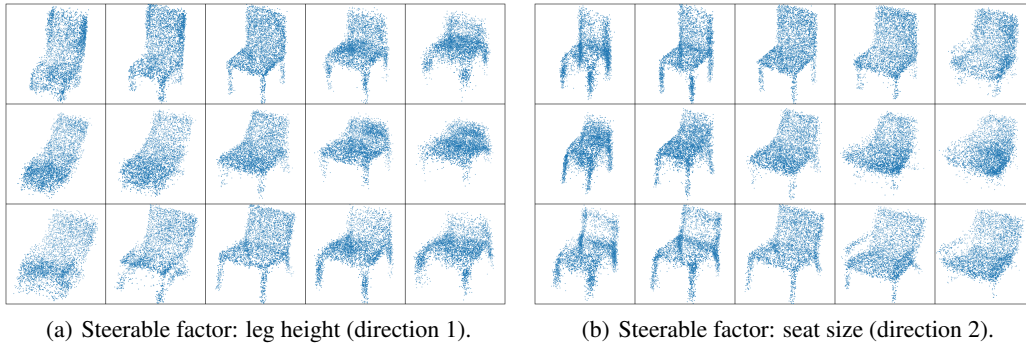 (a) Steerable factor: leg height (direction 1).
(b) Steerable factor: seat size (direction 2).